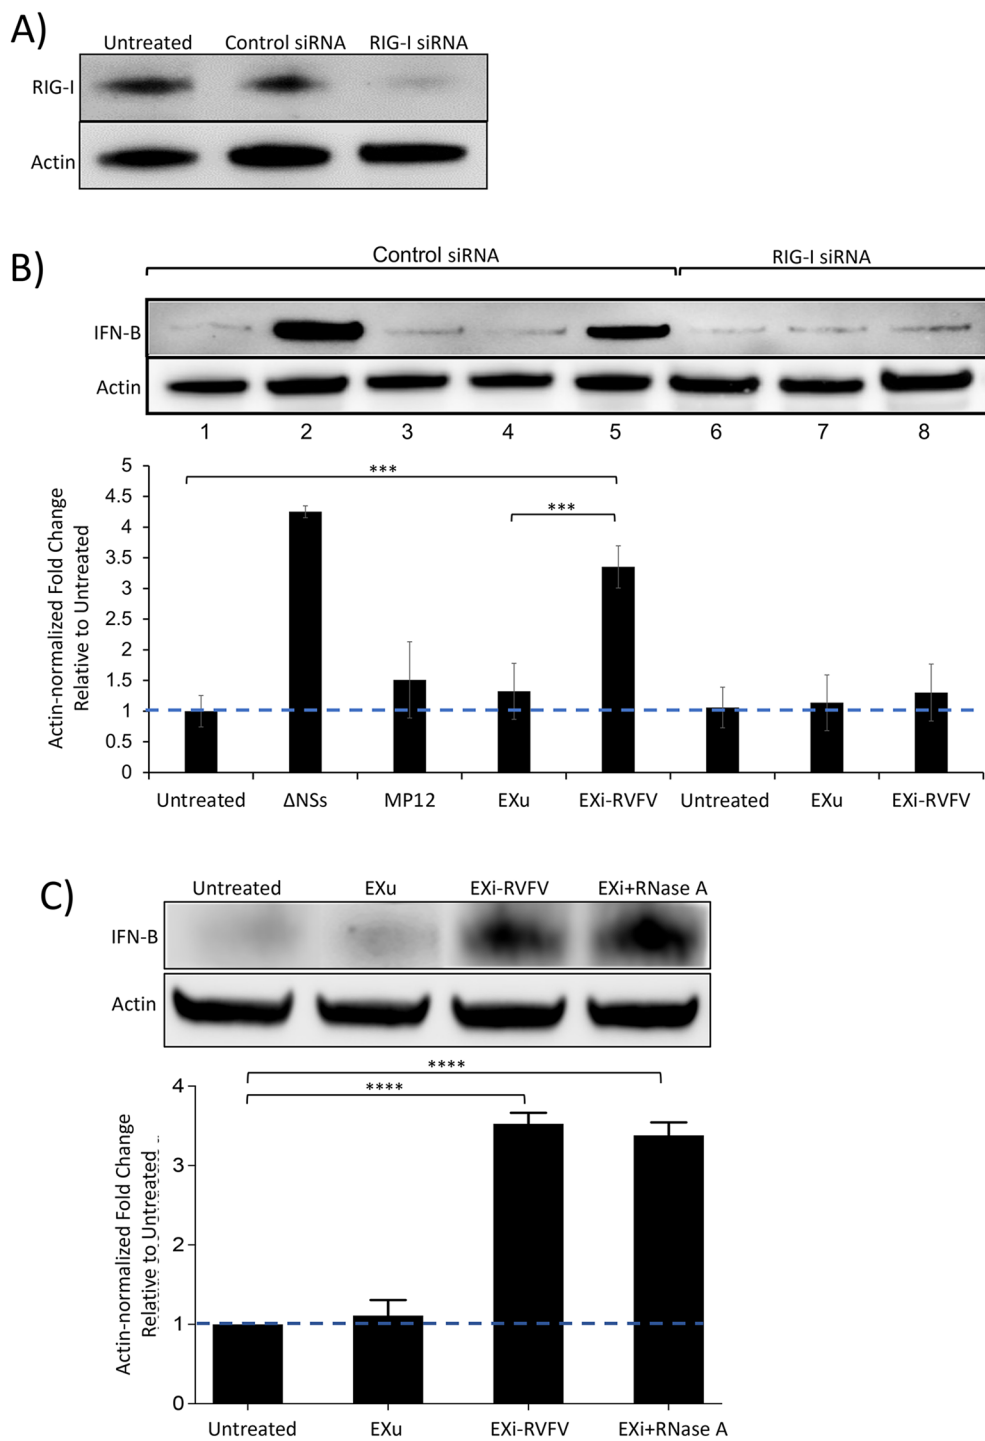 A)
Untreated Control siRNA RIG-I siRNA
RIG-I
Actin
B)
Control siRNA RIG-I siRNA
IFN-B
Actin
1 2 3 4 5 6 7 8
Actin-normalized Fold Change
Relative to Untreated
5
4.5
4
3.5
3
2.5
2
1.5
1
0.5
0
***
***
Untreated ΔNSs MP12 EXu EXi-RVFV Untreated EXu EXi-RVFV
C)
Untreated EXu EXi-RVFV EXi+RNase A
IFN-B
Actin
Actin-normalized Fold Change
Relative to Untreated
4
3
2
1
0
****
****
Untreated EXu EXi-RVFV EXi+RNase A